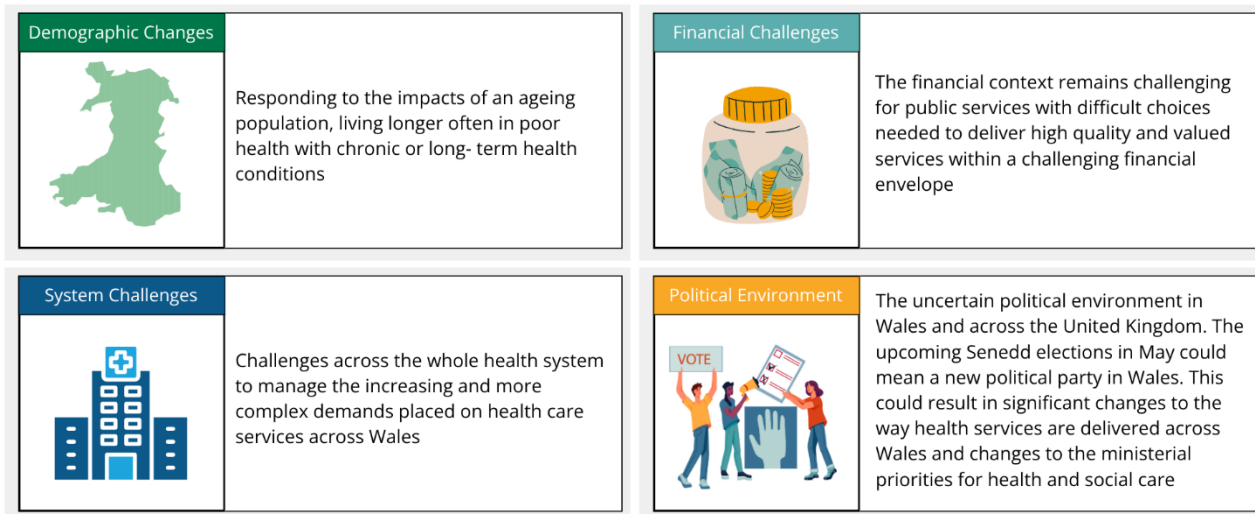 Demographic Changes
Responding to the impacts of an ageing
population, living longer often in poor
health with chronic or long- term health
conditions
Financial Challenges
The financial context remains challenging
for public services with difficult choices
needed to deliver high quality and valued
services within a challenging financial
envelope
System Challenges
Challenges across the whole health system
to manage the increasing and more
complex demands placed on health care
services across Wales
Political Environment
VOTE
The uncertain political environment in
Wales and across the United Kingdom. The
upcoming Senedd elections in May could
mean a new political party in Wales. This
could result in significant changes to the
way health services are delivered across
Wales and changes to the ministerial
priorities for health and social care